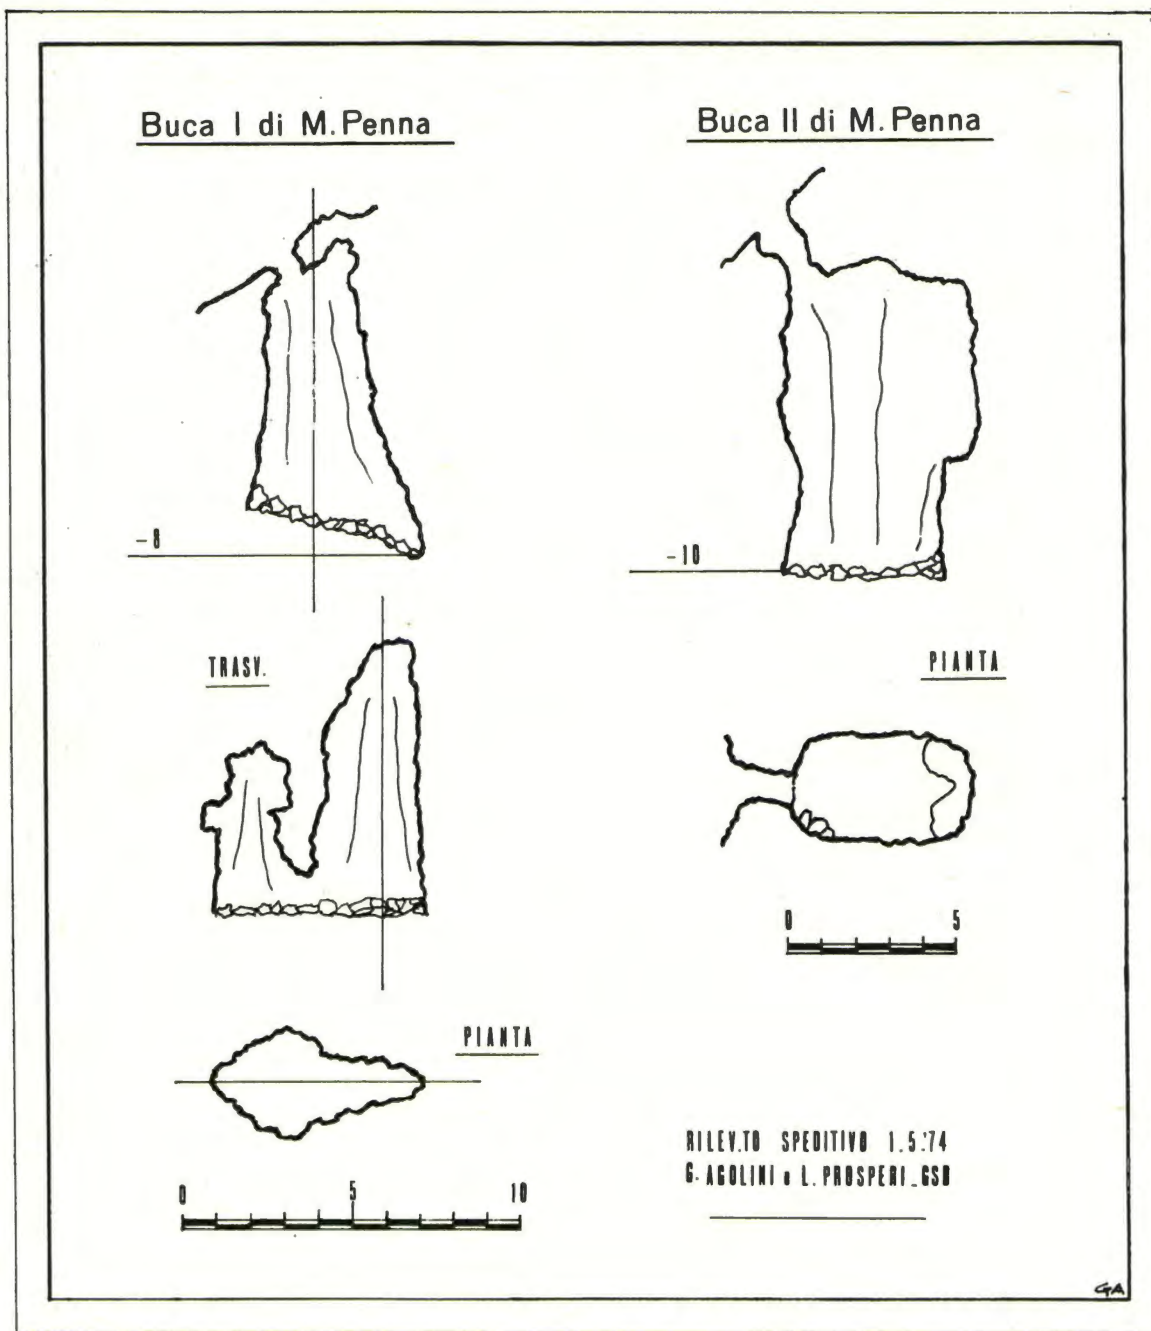 Buca I di M. Penna
-8
TRASV.
PIANTA
0 5 10
Buca II di M. Penna
-10
PIANTA
0 5
RILEV.TO SPEDITIVO 1.5.'74
G. AGOLINI e L. PROSPERI_GSB
GA